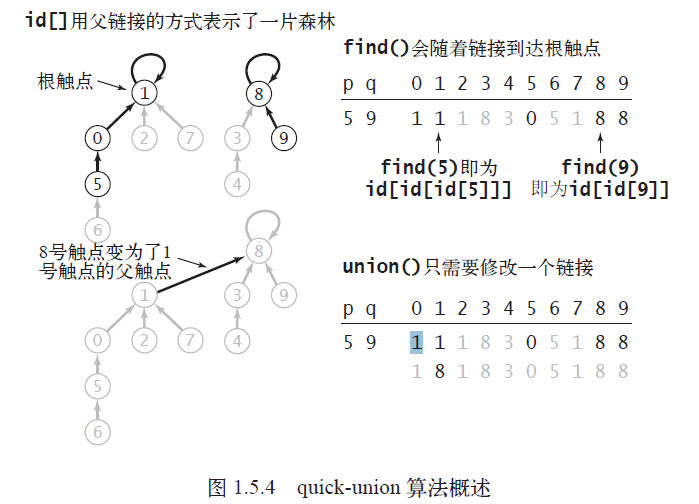 id[]用父链接的方式表示了一片森林
根触点
1
8
0
2
7
3
9
5
4
6
8号触点变为了1
号触点的父触点
8
1
3
9
0
2
7
4
5
6
find()会随着链接到达根触点
p q 0 1 2 3 4 5 6 7 8 9
5 9 1 1 1 8 3 0 5 1 8 8
find(5)即为
id[id[id[5]]]
find(9)
即为id[id[9]]
union()只需要修改一个链接
p q 0 1 2 3 4 5 6 7 8 9
5 9 1 1 1 8 3 0 5 1 8 8
1 8 1 8 3 0 5 1 8 8
图 1.5.4 quick-union 算法概述